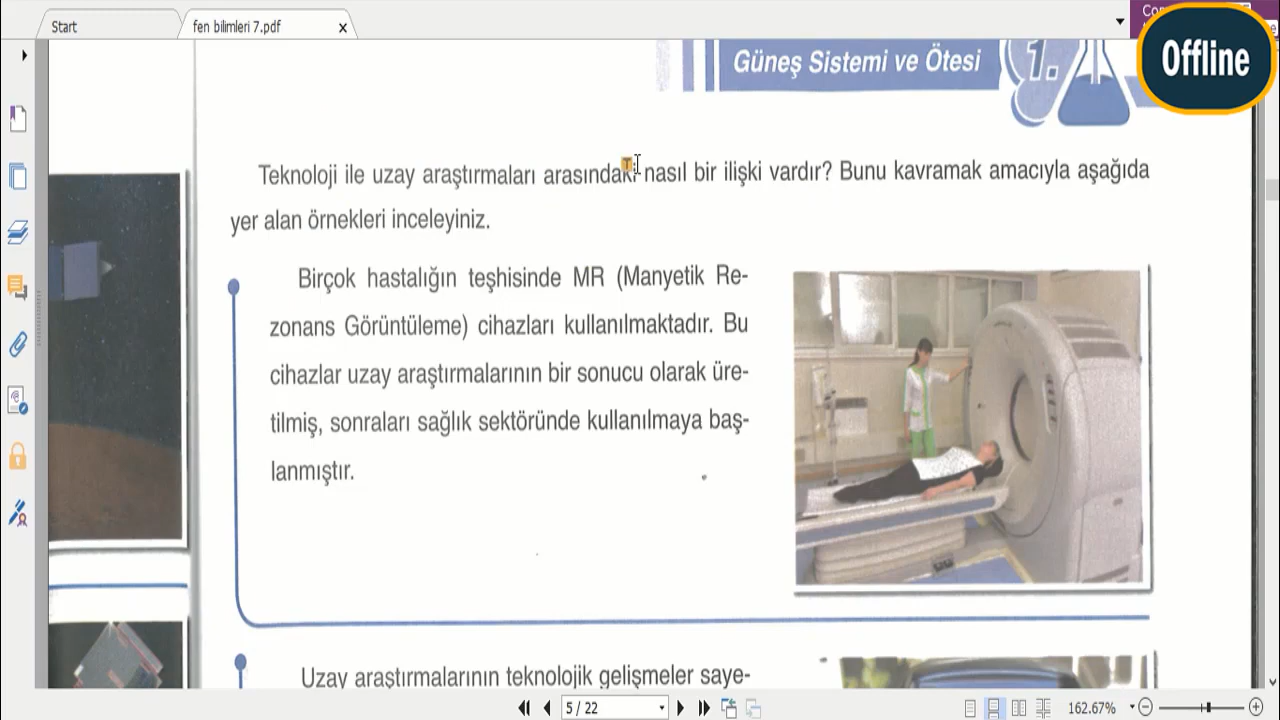 Start
fen bilimleri 7.pdf
Güneş Sistemi ve Ötesi
1.
Offline
Teknoloji ile uzay araştırmaları arasındaki nasıl bir ilişki vardır? Bunu kavramak amacıyla aşağıda
yer alan örnekleri inceleyiniz.
Birçok hastalığın teşhisinde MR (Manyetik Re-
zonans Görüntüleme) cihazları kullanılmaktadır. Bu
cihazlar uzay araştırmalarının bir sonucu olarak üre-
tilmiş, sonraları sağlık sektöründe kullanılmaya baş-
lanmıştır.
Uzay araştırmalarının teknolojik gelişmeler saye-
5 / 22
162.67%